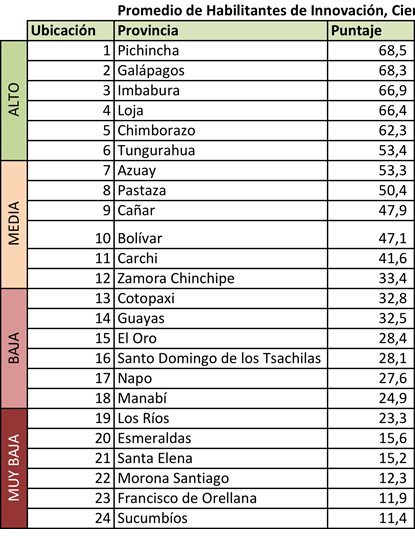 Promedio de Habilitantes de Innovación, Cien
Ubicación Provincia Puntaje
ALTO
1 Pichincha 68,5
2 Galápagos 68,3
3 Imbabura 66,9
4 Loja 66,4
5 Chimborazo 62,3
6 Tungurahua 53,4
MEDIA
7 Azuay 53,3
8 Pastaza 50,4
9 Cañar 47,9
10 Bolívar 47,1
11 Carchi 41,6
12 Zamora Chinchipe 33,4
BAJA
13 Cotopaxi 32,8
14 Guayas 32,5
15 El Oro 28,4
16 Santo Domingo de los Tsachilas 28,1
17 Napo 27,6
18 Manabí 24,9
MUY BAJA
19 Los Ríos 23,3
20 Esmeraldas 15,6
21 Santa Elena 15,2
22 Morona Santiago 12,3
23 Francisco de Orellana 11,9
24 Sucumbíos 11,4